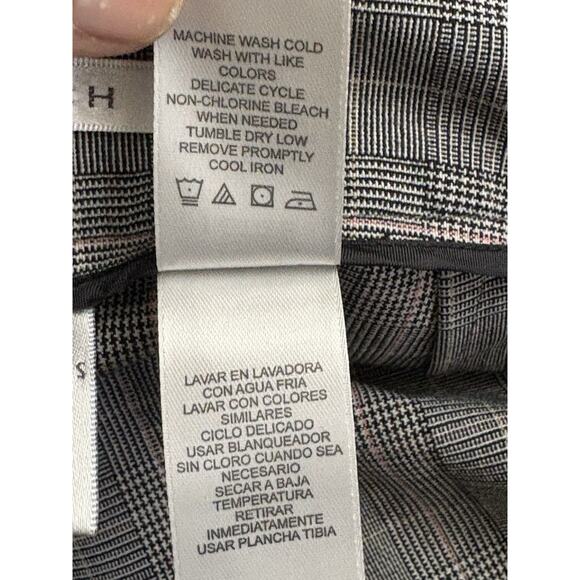 MACHINE WASH COLD
WASH WITH LIKE
COLORS
DELICATE CYCLE
NON-CHLORINE BLEACH
WHEN NEEDED
TUMBLE DRY LOW
REMOVE PROMPTLY
COOL IRON
H
LAVAR EN LAVADORA
CON AGUA FRIA
LAVAR CON COLORES
SIMILARES
CICLO DELICADO
USAR BLANQUEADOR
SIN CLORO CUANDO SEA
NECESARIO
SECAR A BAJA
TEMPERATURA
RETIRAR
INMEDIATAMENTE
USAR PLANCHA TIBIA
S